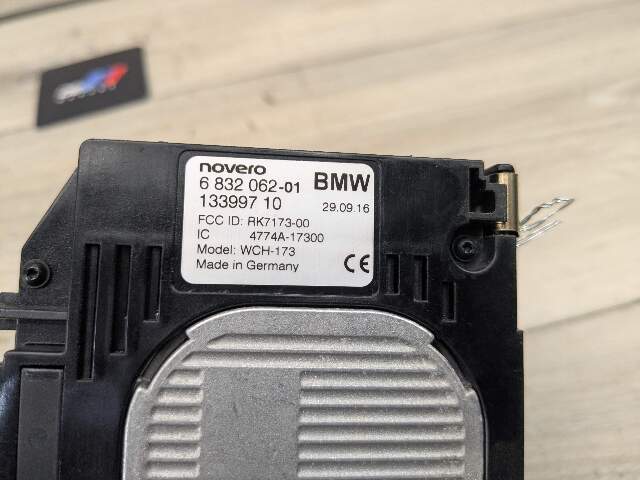 novero
6 832 062-01 BMW
133997 10 29.09.16
FCC ID: RK7173-00
IC 4774A-17300
Model: WCH-173
Made in Germany CE